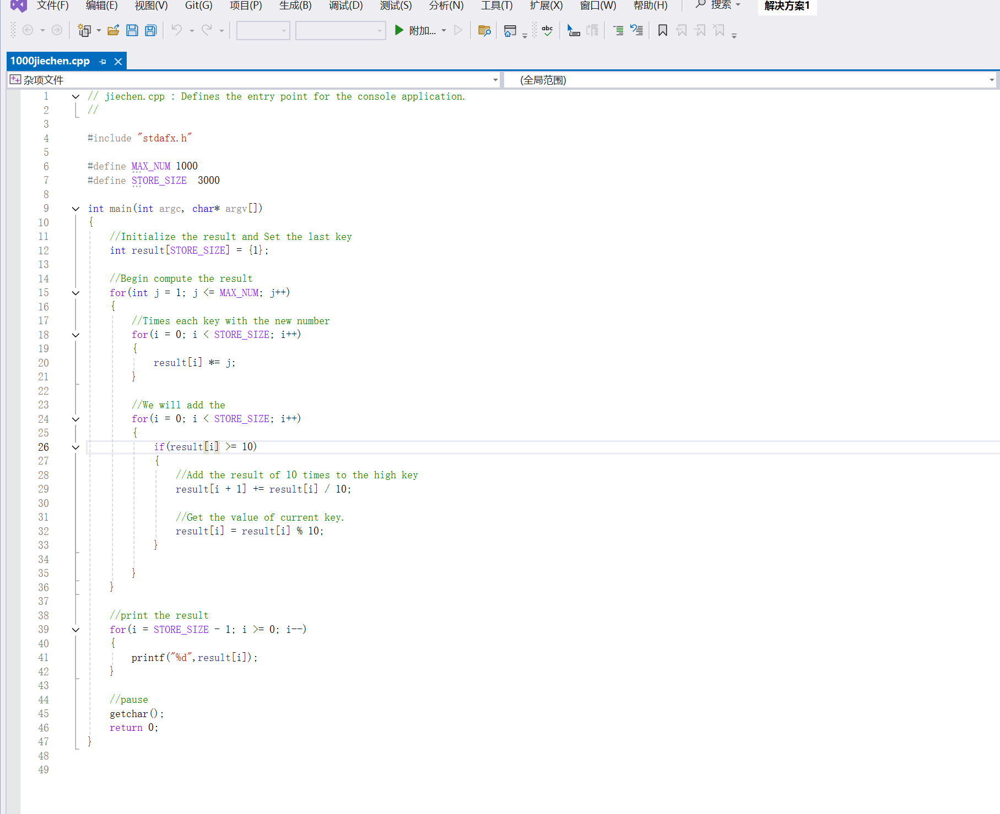 文件(F) 编辑(E) 视图(V) Git(G) 项目(P) 生成(B) 调试(D) 测试(S) 分析(N) 工具(T) 扩展(X) 窗口(W) 帮助(H) 搜索 解决方案1
附加... abc
1000jiechen.cpp
杂项文件 (全局范围)
1 // jiechen.cpp : Defines the entry point for the console application.
2 //
3
4 #include "stdafx.h"
5
6 #define MAX_NUM 1000
7 #define STORE_SIZE  3000
8
9 int main(int argc, char* argv[])
10 {
11     //Initialize the result and Set the last key
12     int result[STORE_SIZE] = {1};
13
14     //Begin compute the result
15     for(int j = 1; j <= MAX_NUM; j++)
16     {
17         //Times each key with the new number
18         for(i = 0; i < STORE_SIZE; i++)
19         {
20             result[i] *= j;
21         }
22
23         //We will add the
24         for(i = 0; i < STORE_SIZE; i++)
25         {
26             if(result[i] >= 10)
27             {
28                 //Add the result of 10 times to the high key
29                 result[i + 1] += result[i] / 10;
30
31                 //Get the value of current key.
32                 result[i] = result[i] % 10;
33             }
34
35         }
36     }
37
38     //print the result
39     for(i = STORE_SIZE - 1; i >= 0; i--)
40     {
41         printf("%d",result[i]);
42     }
43
44     //pause
45     getchar();
46     return 0;
47 }
48
49